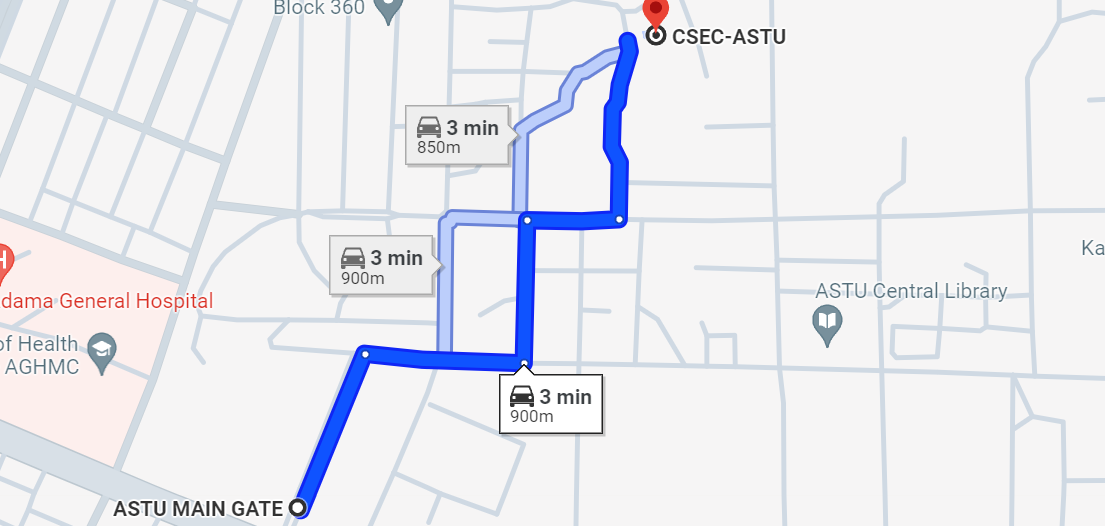 Block 360
CSEC-ASTU
3 min
850m
3 min
900m
Ka
ASTU Central Library
H
dama General Hospital
of Health
AGHMC
3 min
900m
ASTU MAIN GATE